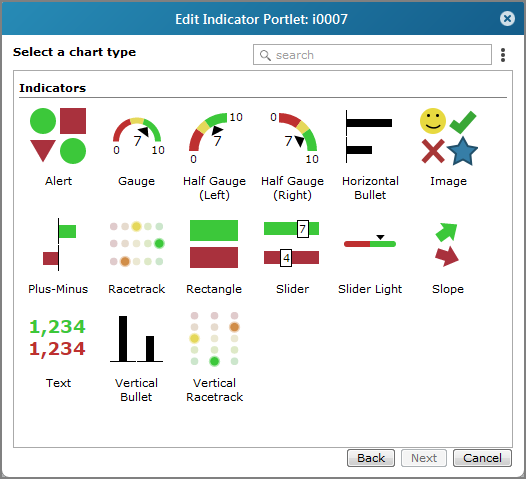 Edit Indicator Portlet: i0007
Select a chart type
search
Indicators
7
0 10
10
7
0
0
7
10
Alert
Gauge
Half Gauge
(Left)
Half Gauge
(Right)
Horizontal
Bullet
Image
7
4
Plus-Minus
Racetrack
Rectangle
Slider
Slider Light
Slope
1,234
1,234
Text
Vertical
Bullet
Vertical
Racetrack
Back
Next
Cancel